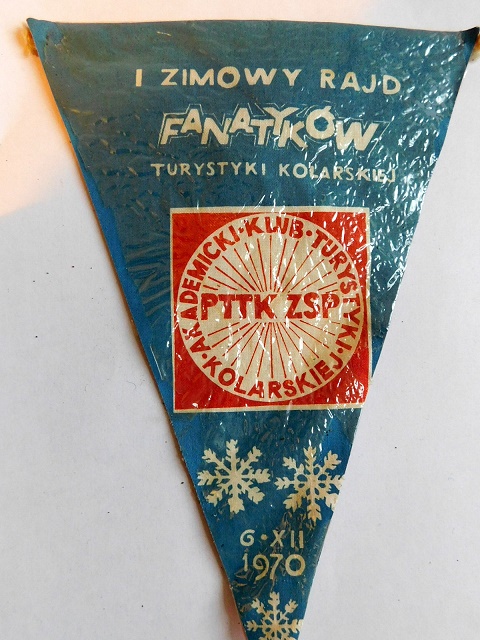 I ZIMOWY RAJD
FANATYKÓW
TURYSTYKI KOLARSKIEJ
AKADEMICKI·KLUB·TURYSTYKI·KOLARSKIEJ·
PTTK ZSP
6·XII
1970